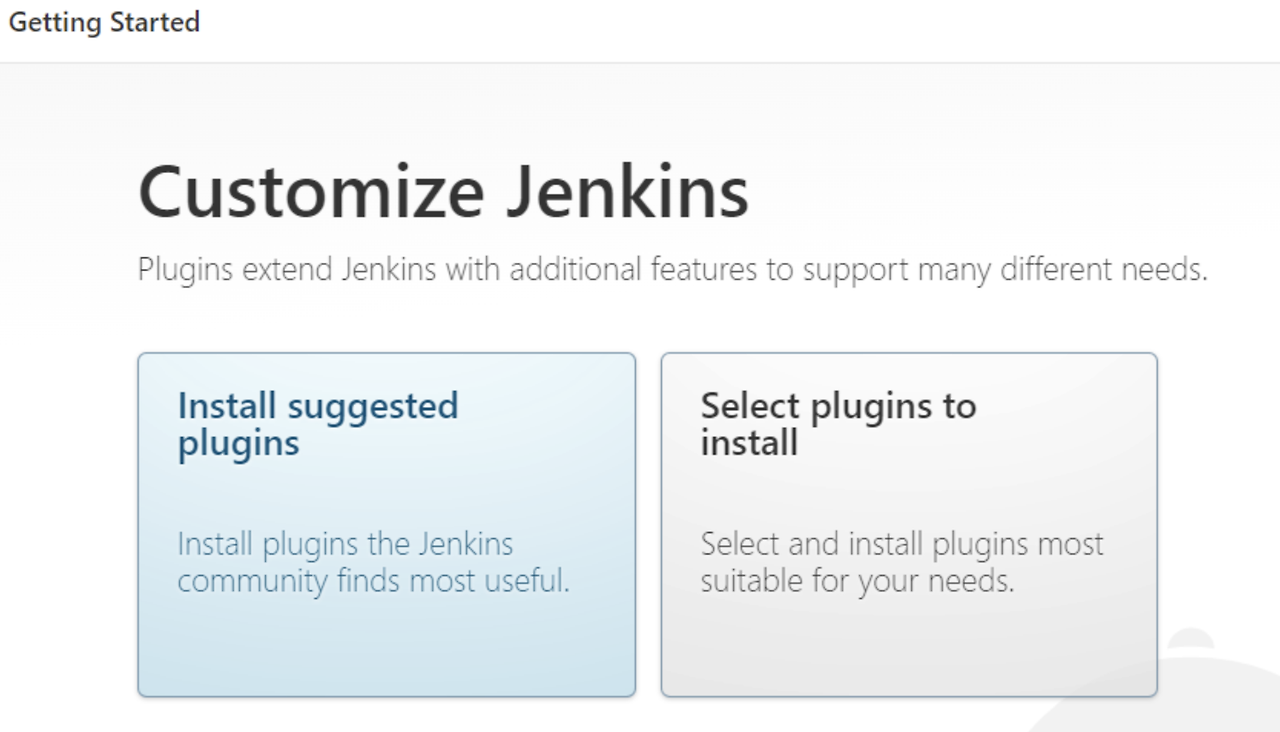 Getting Started
Customize Jenkins
Plugins extend Jenkins with additional features to support many different needs.
Install suggested
plugins
Install plugins the Jenkins
community finds most useful.
Select plugins to
install
Select and install plugins most
suitable for your needs.